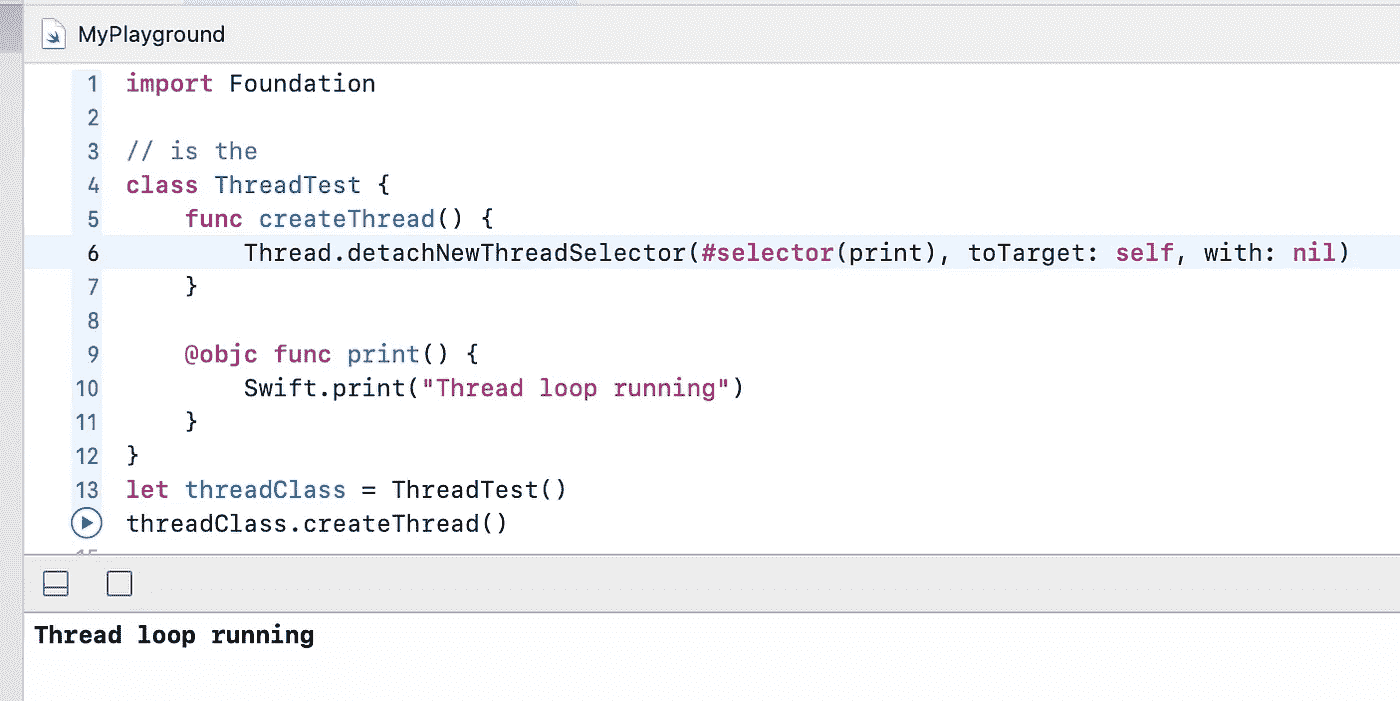 MyPlayground
1 import Foundation
2
3 // is the
4 class ThreadTest {
5     func createThread() {
6         Thread.detachNewThreadSelector(#selector(print), toTarget: self, with: nil)
7     }
8
9     @objc func print() {
10         Swift.print("Thread loop running")
11     }
12 }
13 let threadClass = ThreadTest()
threadClass.createThread()
15
Thread loop running